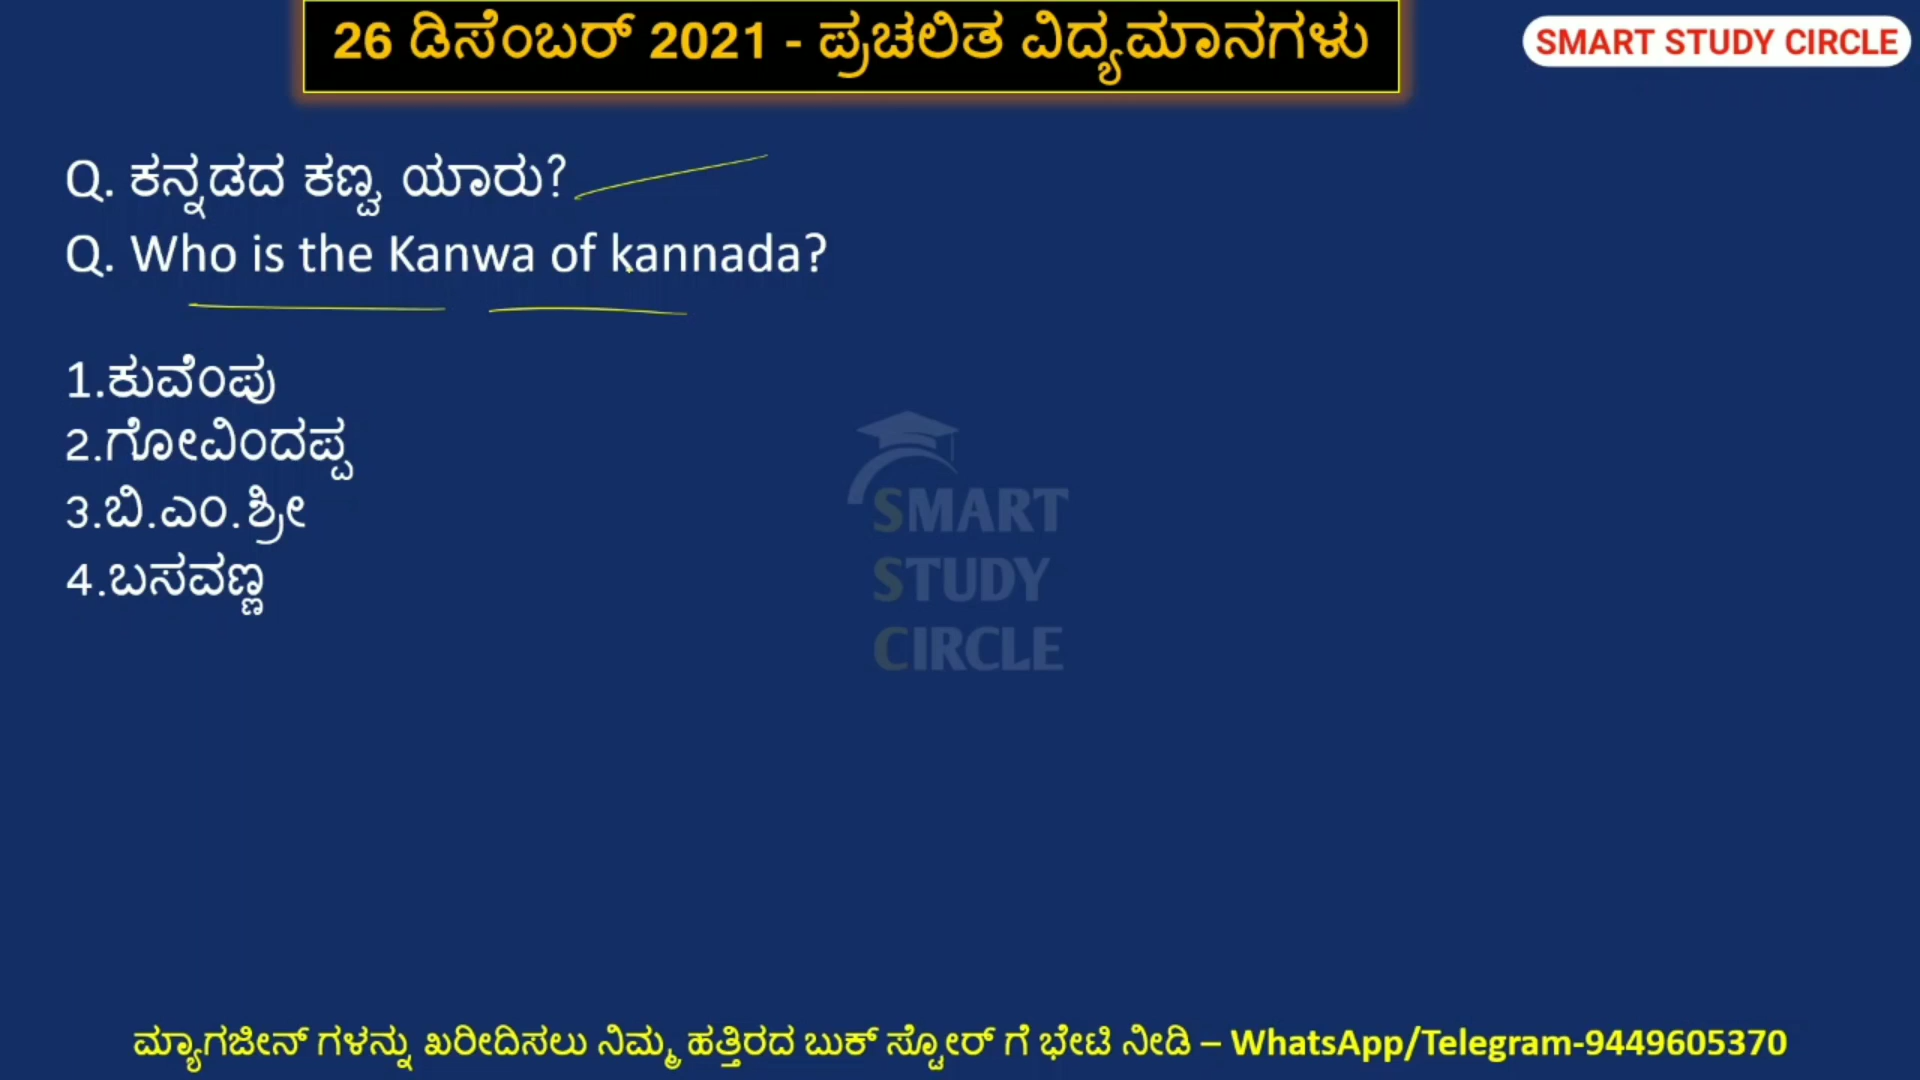 26 ಡಿಸೆಂಬರ್ 2021 - ಪ್ರಚಲಿತ ವಿದ್ಯಮಾನಗಳು
SMART STUDY CIRCLE
Q. ಕನ್ನಡದ ಕಣ್ವ ಯಾರು?
Q. Who is the Kanwa of kannada?
1.ಕುವೆಂಪು
2.ಗೋವಿಂದಪ್ಪ
3.ಬಿ.ಎಂ.ಶ್ರೀ
4.ಬಸವಣ್ಣ
SMART
STUDY
CIRCLE
ಮ್ಯಾಗಜೀನ್ ಗಳನ್ನು ಖರೀದಿಸಲು ನಿಮ್ಮ ಹತ್ತಿರದ ಬುಕ್ ಸ್ಟೋರ್ ಗೆ ಭೇಟಿ ನೀಡಿ – WhatsApp/Telegram-9449605370